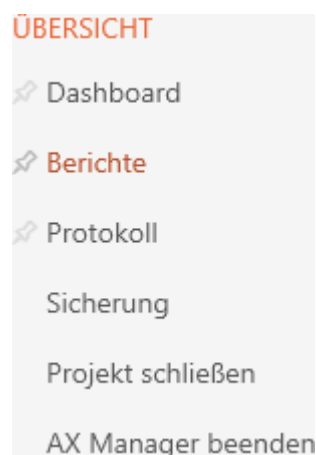 ÜBERSICHT
Dashboard
Berichte
Protokoll
Sicherung
Projekt schließen
AX Manager beenden